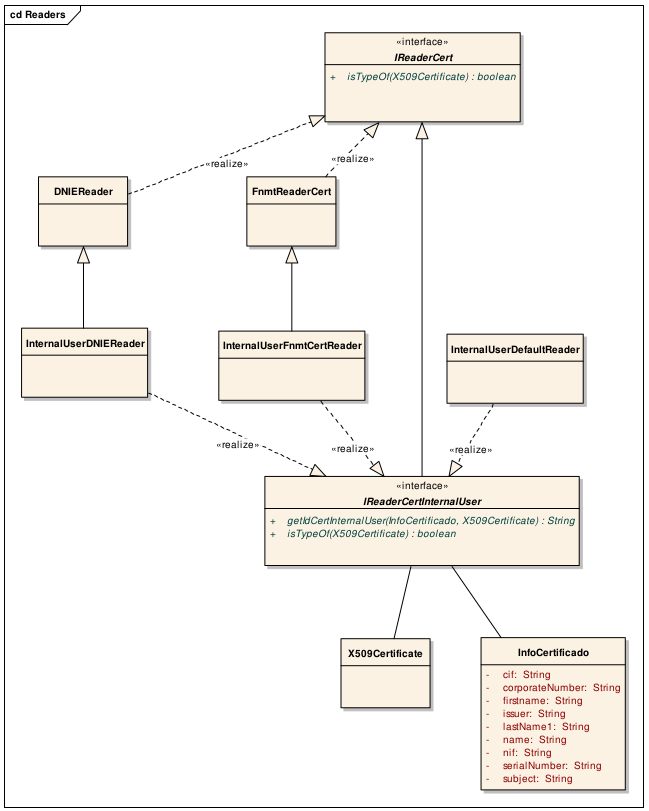 cd Readers
«interface»
IReaderCert
+ isTypeOf(X509Certificate) : boolean
«realize»
«realize»
DNIEReader
FnmtReaderCert
InternalUserDNIEReader
InternalUserFnmtCertReader
InternalUserDefaultReader
«realize»
«realize»
«realize»
«interface»
IReaderCertInternalUser
+ getIdCertInternalUser(InfoCertificado, X509Certificate) : String
+ isTypeOf(X509Certificate) : boolean
X509Certificate
InfoCertificado
- cif: String
- corporateNumber: String
- firstname: String
- issuer: String
- lastName1: String
- name: String
- nif: String
- serialNumber: String
- subject: String